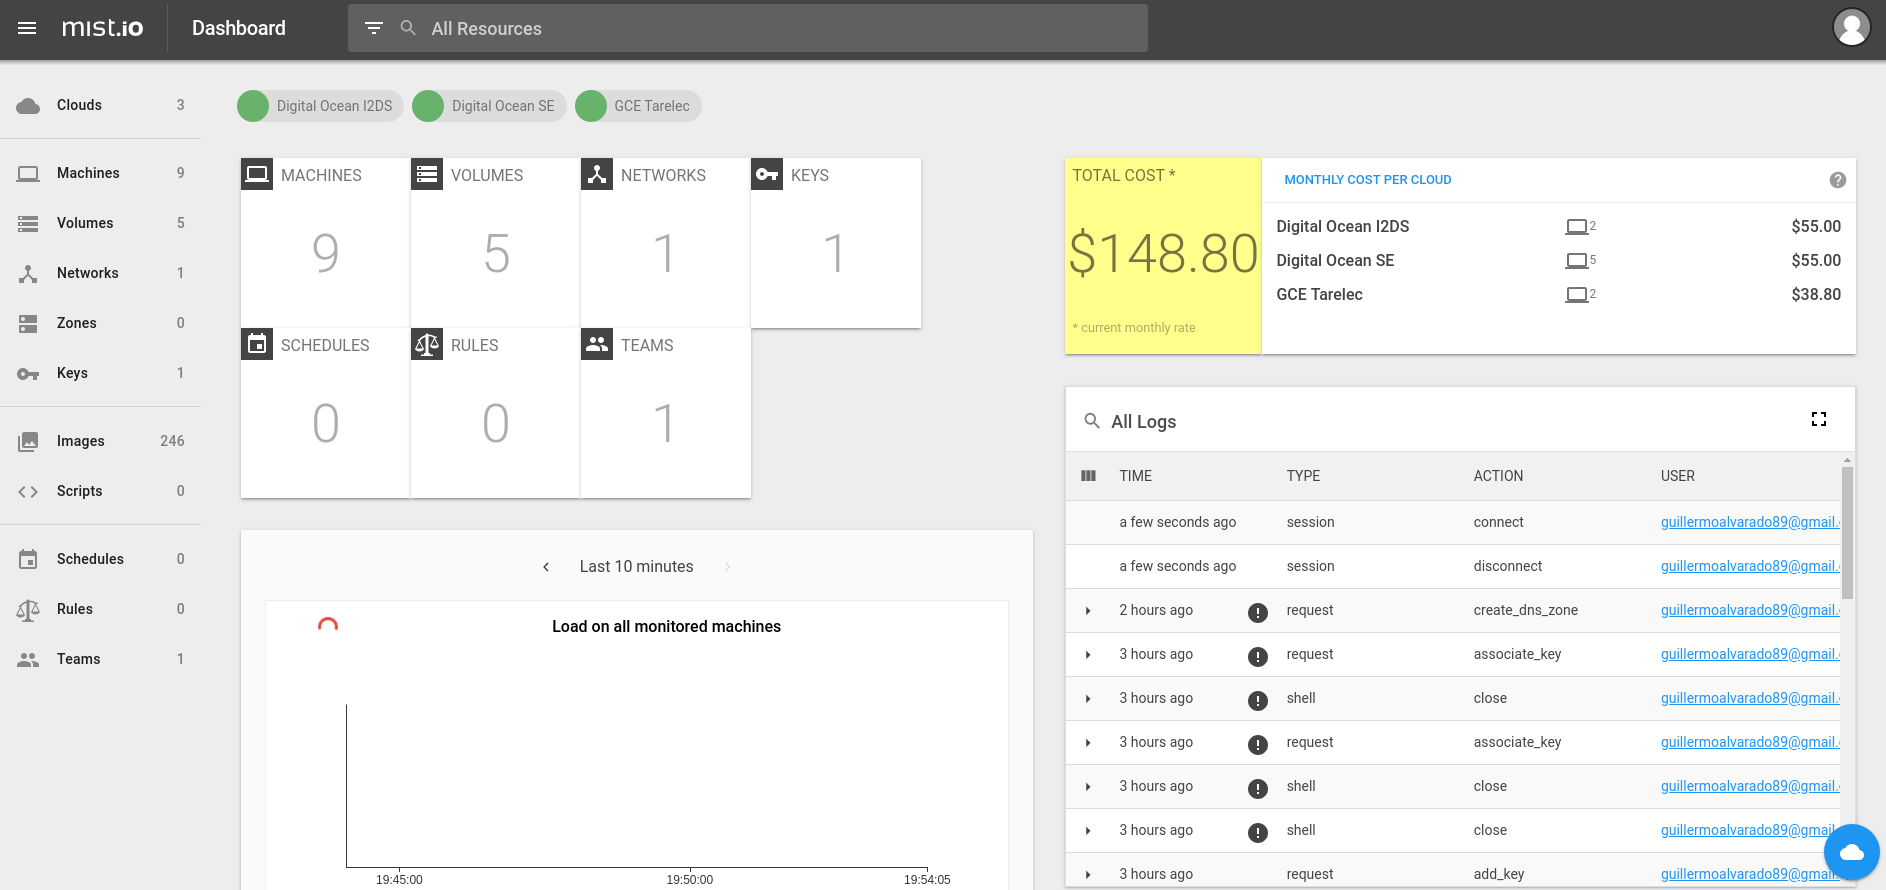 mist.io
Dashboard
All Resources
Clouds 3
Machines 9
Volumes 5
Networks 1
Zones 0
Keys 1
Images 246
Scripts 0
Schedules 0
Rules 0
Teams 1
Digital Ocean I2DS
Digital Ocean SE
GCE Tarelec
MACHINES
9
VOLUMES
5
NETWORKS
1
KEYS
1
SCHEDULES
0
RULES
0
TEAMS
1
Last 10 minutes
Load on all monitored machines
19:45:00 19:50:00 19:54:05
TOTAL COST *
$148.80
* current monthly rate
MONTHLY COST PER CLOUD
?
Digital Ocean I2DS 2 $55.00
Digital Ocean SE 5 $55.00
GCE Tarelec 2 $38.80
All Logs
TIME TYPE ACTION USER
a few seconds ago session connect guillermoalvarado89@gmail.
a few seconds ago session disconnect guillermoalvarado89@gmail.
2 hours ago ! request create_dns_zone guillermoalvarado89@gmail.
3 hours ago ! request associate_key guillermoalvarado89@gmail.
3 hours ago ! shell close guillermoalvarado89@gmail.
3 hours ago ! request associate_key guillermoalvarado89@gmail.
3 hours ago ! shell close guillermoalvarado89@gmail.
3 hours ago ! shell close guillermoalvarado89@gmail
3 hours ago request add_key guillermoalvarado89@gmail.